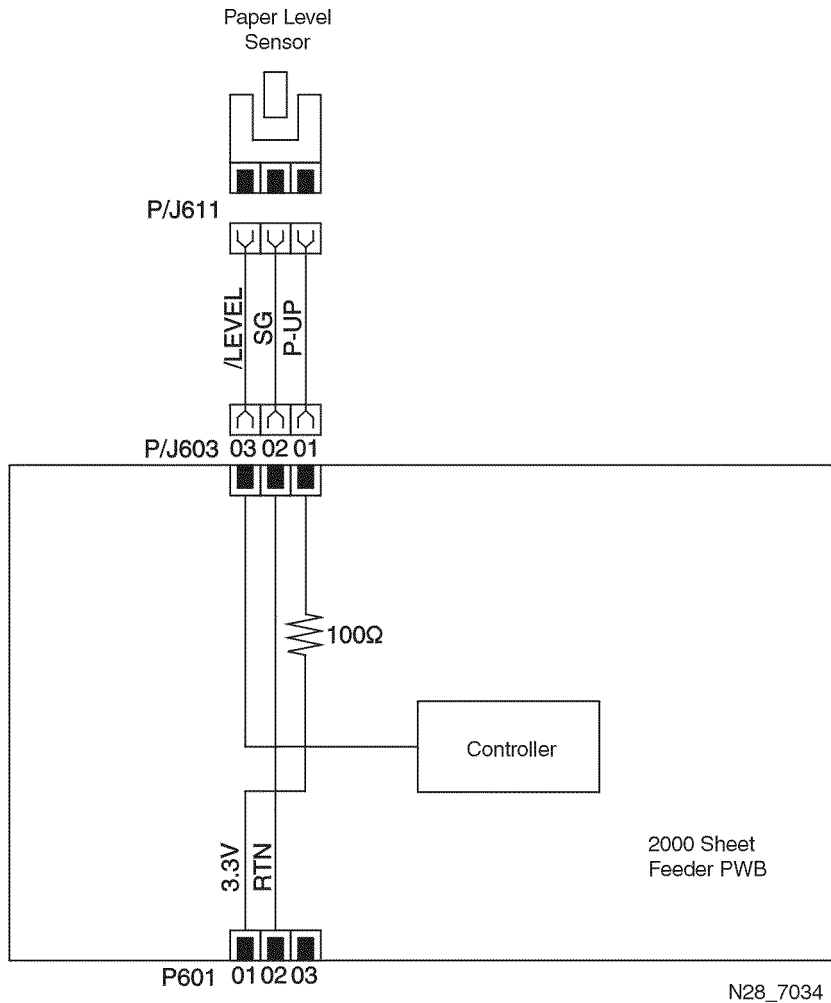 Paper Level
Sensor
P/J611
/LEVEL
SG
P-UP
P/J603 03 02 01
100Ω
Controller
3.3V
RTN
2000 Sheet
Feeder PWB
P601 01 02 03
N28_7034